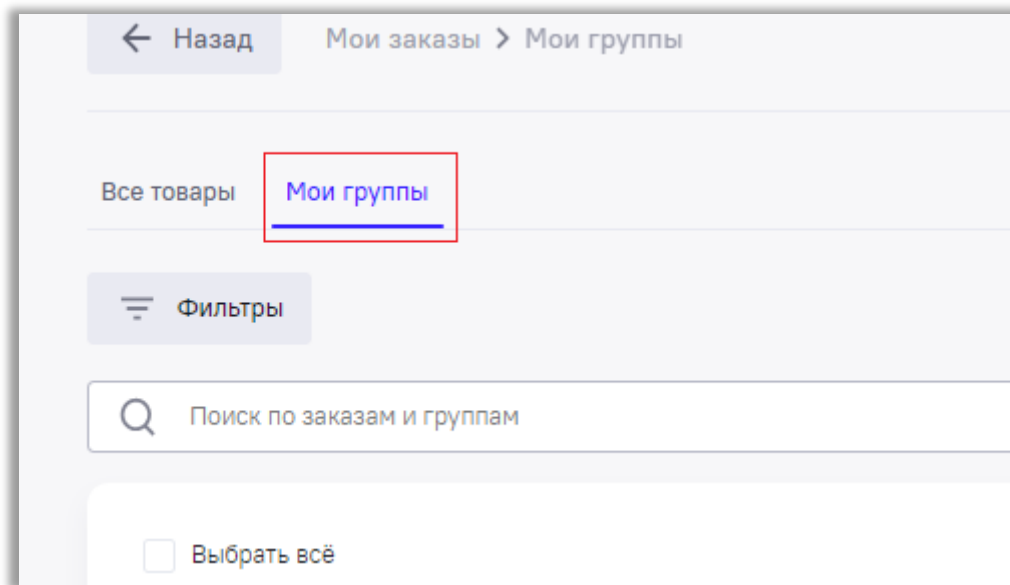 Назад Мои заказы > Мои группы
Все товары Мои группы
Фильтры
Поиск по заказам и группам
Выбрать всё